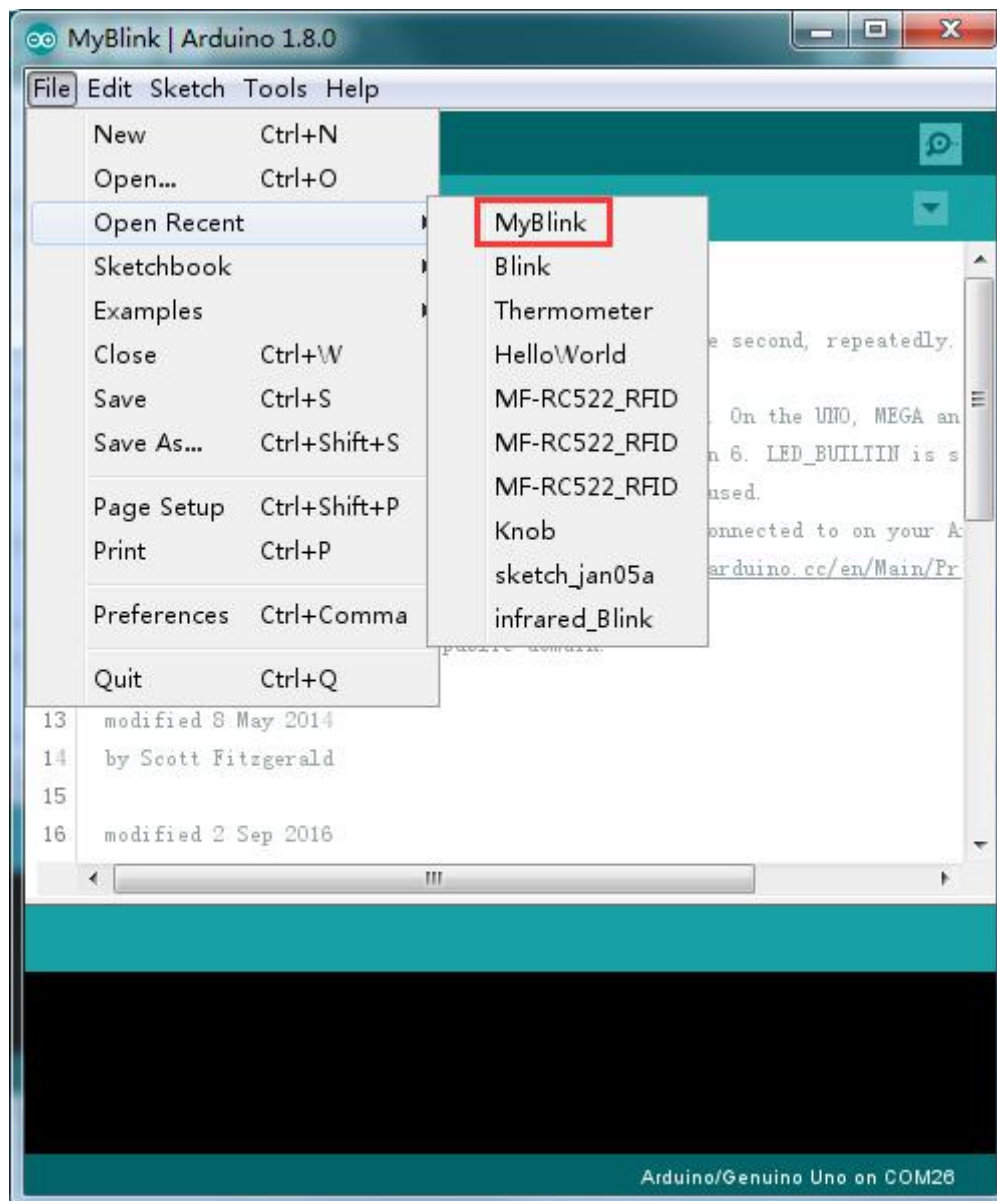 MyBlink | Arduino 1.8.0
File Edit Sketch Tools Help
New Ctrl+N
Open... Ctrl+O
Open Recent
Sketchbook
Examples
Close Ctrl+W
Save Ctrl+S
Save As... Ctrl+Shift+S
Page Setup Ctrl+Shift+P
Print Ctrl+P
Preferences Ctrl+Comma
Quit Ctrl+Q
MyBlink
Blink
Thermometer
HelloWorld
MF-RC522_RFID
MF-RC522_RFID
MF-RC522_RFID
Knob
sketch_jan05a
infrared_Blink
e second, repeatedly.
. On the UNO, MEGA an
n 6. LED_BUILTIN is s
used.
onnected to on your A
arduino.cc/en/Main/Pr
public domain.
13 modified 8 May 2014
14 by Scott Fitzgerald
15
16 modified 2 Sep 2016
Arduino/Genuino Uno on COM26